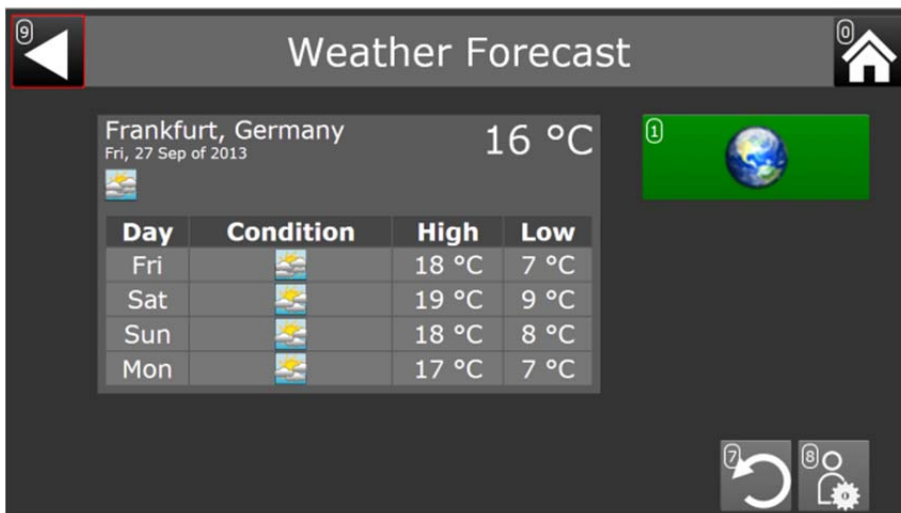 9
Weather Forecast
0
Frankfurt, Germany
16 °C
Fri, 27 Sep of 2013
1
Day Condition High Low
Fri 18 °C 7 °C
Sat 19 °C 9 °C
Sun 18 °C 8 °C
Mon 17 °C 7 °C
7
8